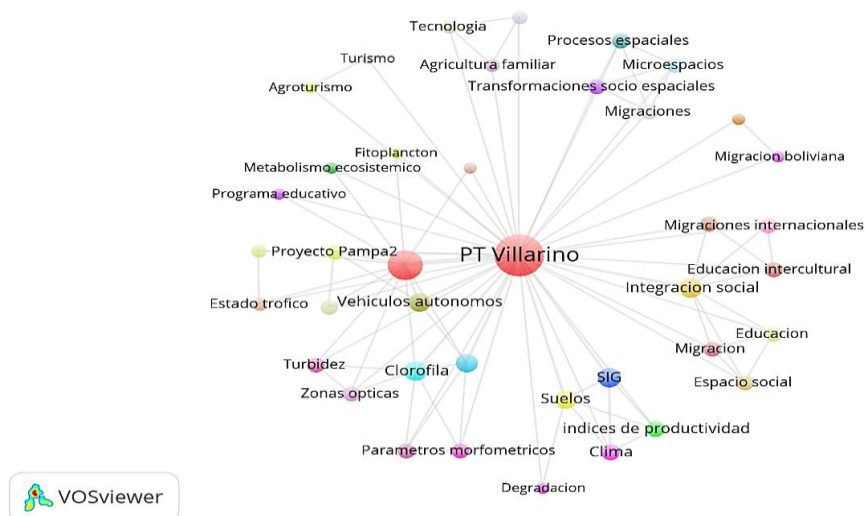 Tecnologia
Procesos espaciales
Turismo
Agricultura familiar
Microespacios
Agroturismo
Transformaciones socio espaciales
Migraciones
Fitoplancton
Migracion boliviana
Metabolismo ecosistemico
Programa educativo
Migraciones internacionales
Proyecto Pampa2
PT Villarino
Educacion intercultural
Integracion social
Estado trofico
Vehiculos autonomos
Educacion
Migracion
Turbidez
Clorofila
SIG
Espacio social
Zonas opticas
Suelos
indices de productividad
Parametros morfometricos
Clima
Degradacion
VOSviewer